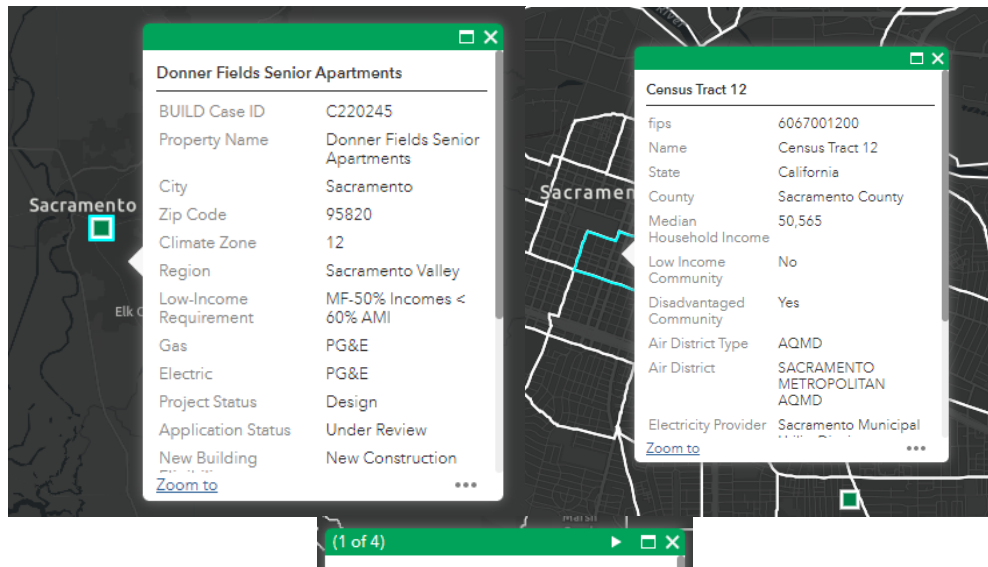 Donner Fields Senior Apartments
BUILD Case ID C220245
Property Name Donner Fields Senior
Apartments
City Sacramento
Zip Code 95820
Climate Zone 12
Region Sacramento Valley
Low-Income MF-50% Incomes <
Requirement 60% AMI
Gas PG&E
Electric PG&E
Project Status Design
Application Status Under Review
New Building New Construction
Zoom to
Sacramento
Elk
River
Census Tract 12
fips 6067001200
Name Census Tract 12
State California
County Sacramento County
Median 50,565
Household Income
Low Income No
Community
Disadvantaged Yes
Community
Air District Type AQMD
Air District SACRAMENTO
METROPOLITAN
AQMD
Electricity Provider Sacramento Municipal
Zoom to
Sacramen
(1 of 4)